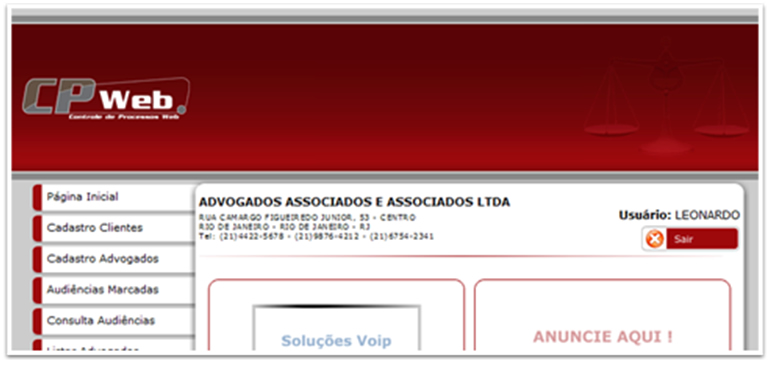 CP Web.
Controle de Processos Web
Página Inicial
Cadastro Clientes
Cadastro Advogados
Audiências Marcadas
Consulta Audiências
Listar Advogados
ADVOGADOS ASSOCIADOS E ASSOCIADOS LTDA
RUA CAMARGO FIGUEIREDO JUNIOR, 53 - CENTRO
RIO DE JANEIRO - RIO DE JANEIRO - RJ
Tel: (21)4422-5678 - (21)9876-4212 - (21)6754-2341
Usuário: LEONARDO
Sair
Soluções Voip
ANUNCIE AQUI !